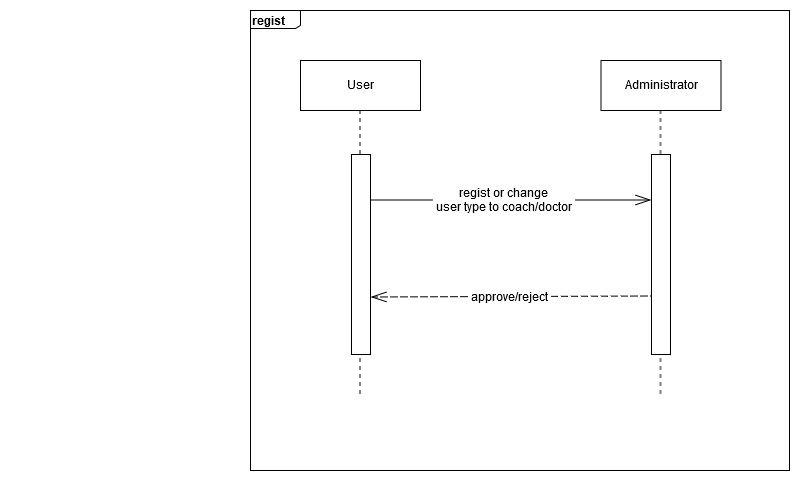 regist
User
Administrator
regist or change
user type to coach/doctor
approve/reject